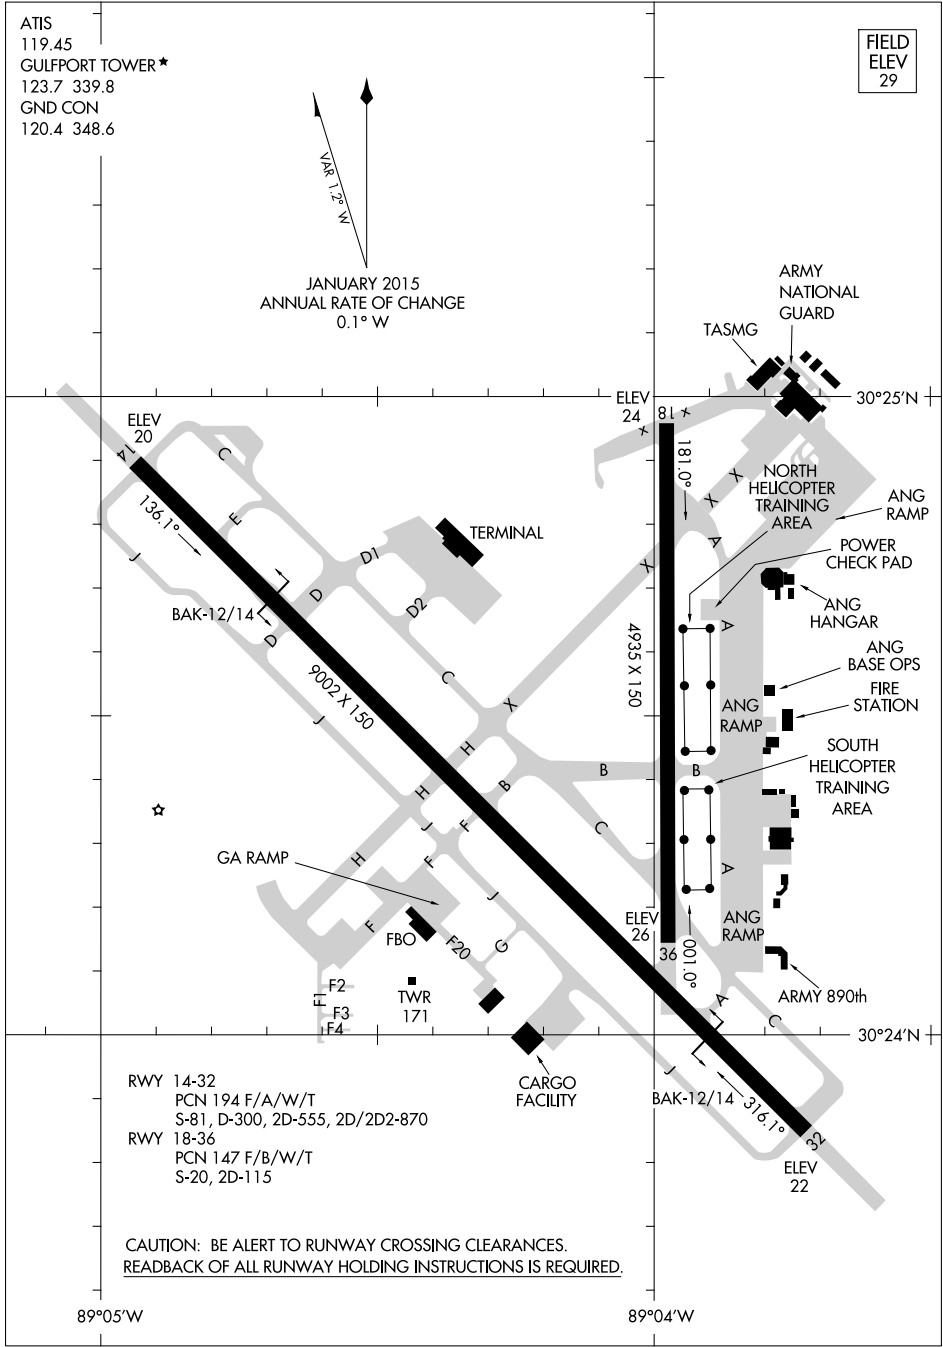 ATIS
119.45
GULFPORT TOWER
123.7 339.8
GND CON
120.4 348.6
FIELD
ELEV
29
VAR 1.2° W
JANUARY 2015
ANNUAL RATE OF CHANGE
0.1° W
ARMY
NATIONAL
GUARD
TASMG
30°25'N
ELEV
24
18
X
X
ELEV
20
14
C
181.0°
X
X
NORTH
HELICOPTER
TRAINING
AREA
ANG
RAMP
136.1°
E
TERMINAL
D1
J
A
POWER
CHECK PAD
X
BAK-12/14
D
D2
ANG
HANGAR
D
A
4935 X 150
ANG
BASE OPS
9002 X 150
C
FIRE
STATION
J
X
ANG
RAMP
H
SOUTH
HELICOPTER
TRAINING
AREA
B
B
B
H
J
F
C
GA RAMP
H
F
A
J
ELEV
26
ANG
RAMP
F
FBO
F20
G
36
001.0°
F2
F1
F3
F4
TWR
171
ARMY 890th
A
C
30°24'N
J
CARGO
FACILITY
BAK-12/14
316.1°
32
ELEV
22
RWY 14-32
PCN 194 F/A/W/T
S-81, D-300, 2D-555, 2D/2D2-870
RWY 18-36
PCN 147 F/B/W/T
S-20, 2D-115
CAUTION: BE ALERT TO RUNWAY CROSSING CLEARANCES.
READBACK OF ALL RUNWAY HOLDING INSTRUCTIONS IS REQUIRED.
89°05'W
89°04'W